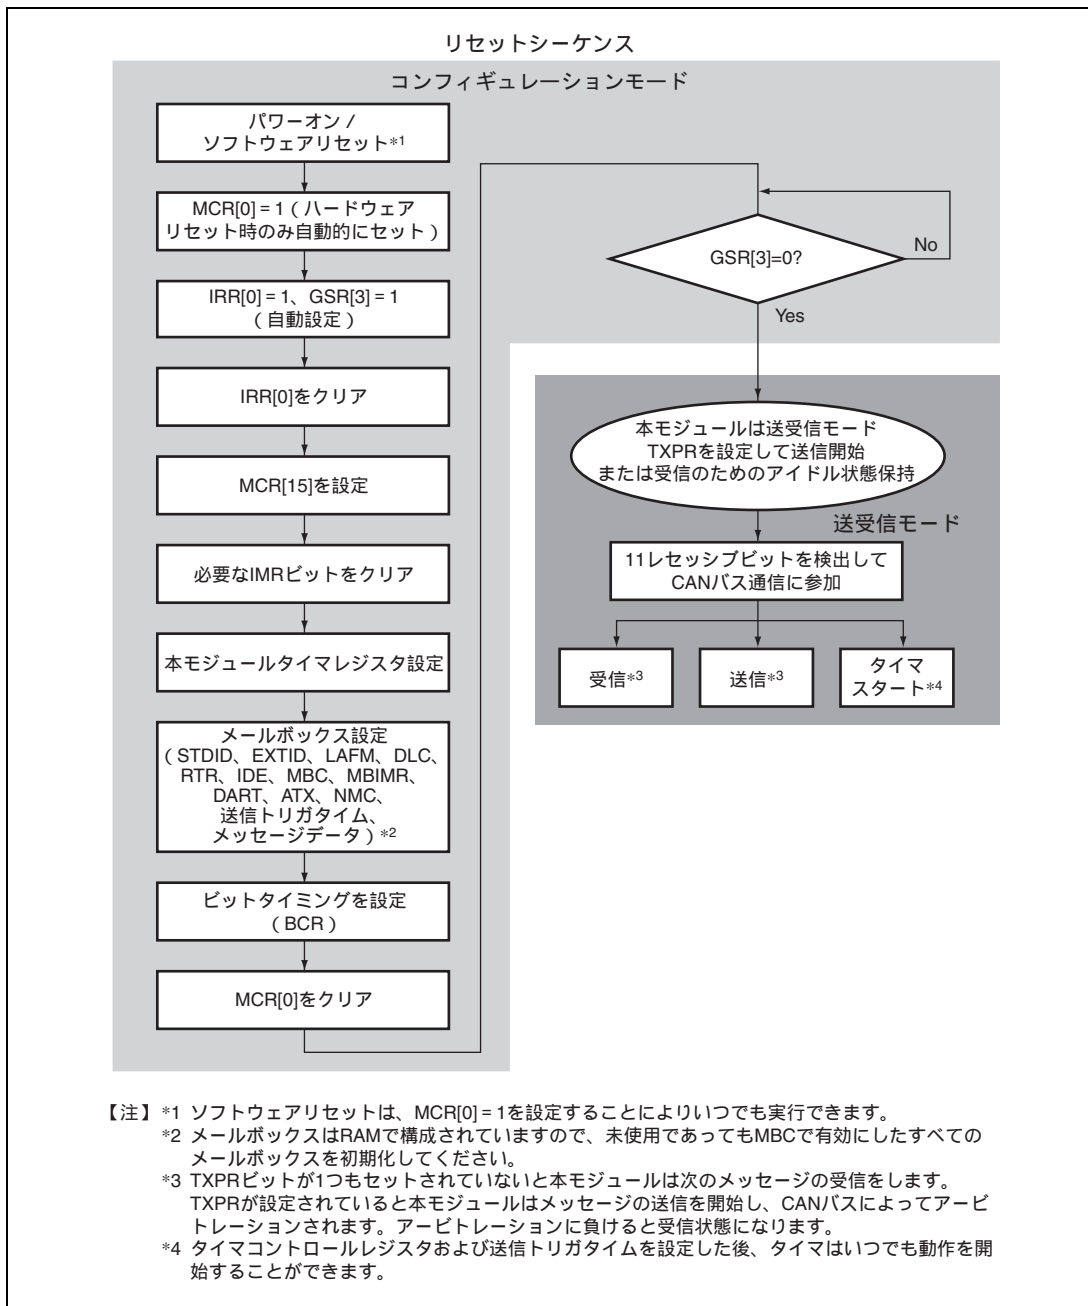 リセットシーケンス
コンフィギュレーションモード
パワーオン /
ソフトウェアリセット*1
MCR[0] = 1 ( ハードウェア
リセット時のみ自動的にセット )
IRR[0] = 1、GSR[3] = 1
( 自動設定 )
IRR[0]をクリア
MCR[15]を設定
必要なIMRビットをクリア
本モジュールタイマレジスタ設定
メールボックス設定
( STDID、EXTID、LAFM、DLC、
RTR、IDE、MBC、MBIMR、
DART、ATX、NMC、
送信トリガタイム、
メッセージデータ ) *2
ビットタイミングを設定
( BCR )
MCR[0]をクリア
GSR[3]=0?
No
Yes
本モジュールは送受信モード
TXPRを設定して送信開始
または受信のためのアイドル状態保持
送受信モード
11レセッシブビットを検出して
CANバス通信に参加
受信*3
送信*3
タイマ
スタート*4
【注】 *1 ソフトウェアリセットは、MCR[0] = 1を設定することによりいつでも実行できます。
*2 メールボックスはRAMで構成されていますので、未使用であってもMBCで有効にしたすべての
メールボックスを初期化してください。
*3 TXPRビットが1つもセットされていないと本モジュールは次のメッセージの受信をします。
TXPRが設定されていると本モジュールはメッセージの送信を開始し、CANバスによってアービ
トレーションされます。アービトレーションに負けると受信状態になります。
*4 タイマコントロールレジスタおよび送信トリガタイムを設定した後、タイマはいつでも動作を開
始することができます。